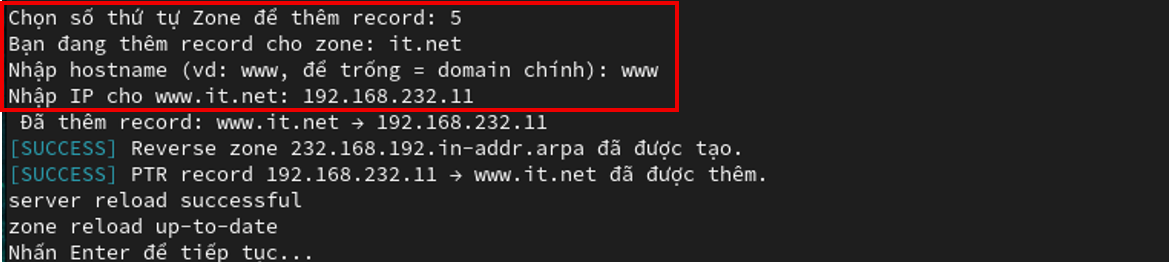 Chọn số thứ tự Zone để thêm record: 5
Bạn đang thêm record cho zone: it.net
Nhập hostname (vd: www, để trống = domain chính): www
Nhập IP cho www.it.net: 192.168.232.11
Đã thêm record: www.it.net → 192.168.232.11
[SUCCESS] Reverse zone 232.168.192.in-addr.arpa đã được tạo.
[SUCCESS] PTR record 192.168.232.11 → www.it.net đã được thêm.
server reload successful
zone reload up-to-date
Nhấn Enter để tiếp tục...